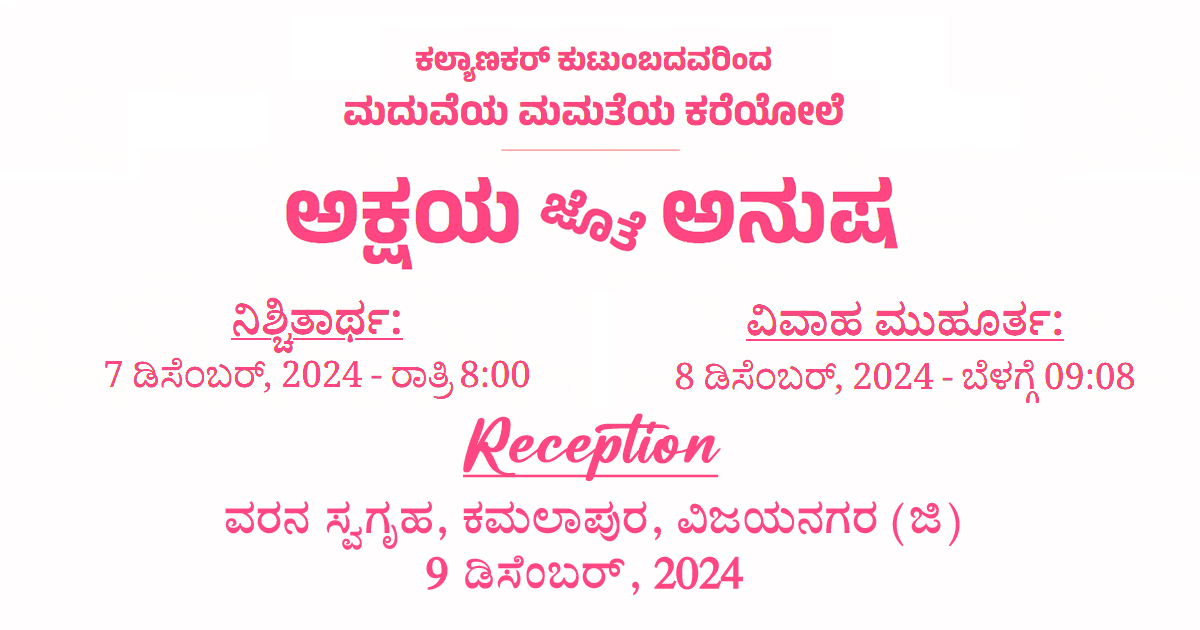 ಕಲ್ಯಾಣಕರ್ ಕುಟುಂಬದವರಿಂದ
ಮದುವೆಯ ಮಮತೆಯ ಕರೆಯೋಲೆ
ಅಕ್ಷಯ ಜೊತೆ ಅನುಷ
ನಿಶ್ಚಿತಾರ್ಥ:
7 ಡಿಸೆಂಬರ್, 2024 - ರಾತ್ರಿ 8:00
ವಿವಾಹ ಮುಹೂರ್ತ:
8 ಡಿಸೆಂಬರ್, 2024 - ಬೆಳಗ್ಗೆ 09:08
Reception
ವರನ ಸ್ವಗೃಹ, ಕಮಲಾಪುರ, ವಿಜಯನಗರ (ಜಿ)
9 ಡಿಸೆಂಬರ್, 2024